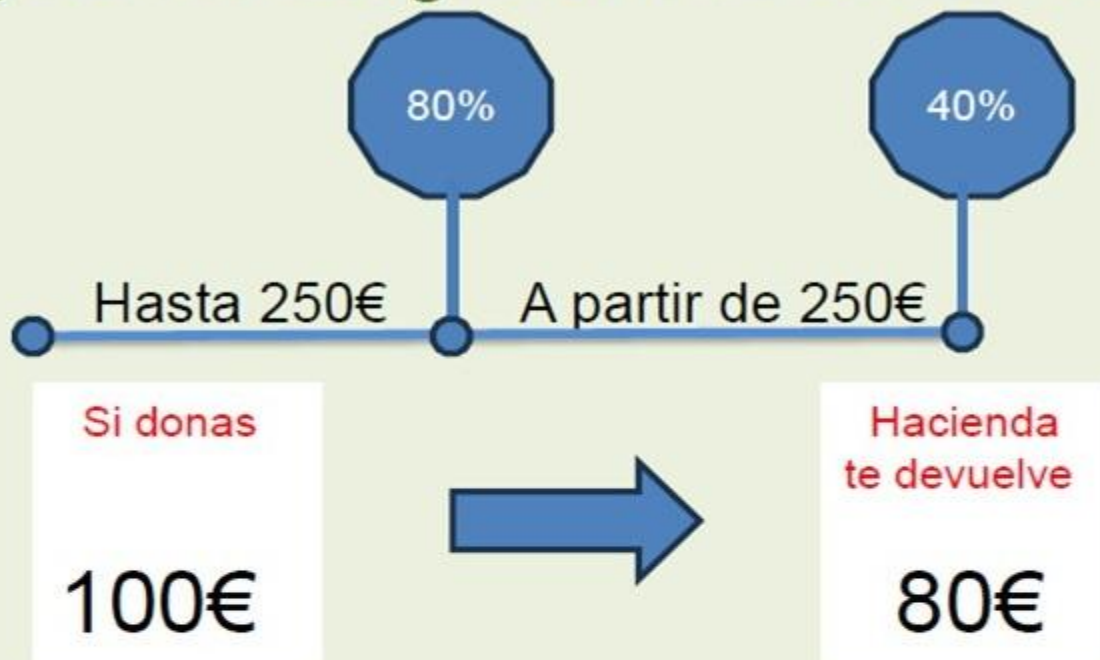 80%
40%
Hasta 250€
A partir de 250€
Si donas
100€
Hacienda
te devuelve
80€